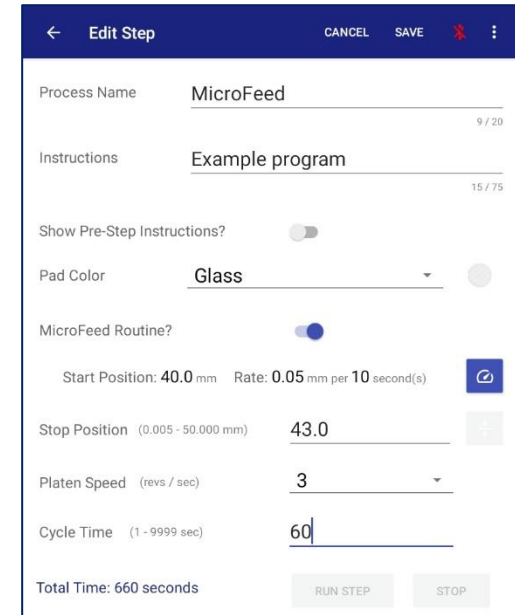 Edit Step CANCEL SAVE
Process Name MicroFeed
9 / 20
Instructions Example program
15 / 75
Show Pre-Step Instructions?
Pad Color Glass
MicroFeed Routine?
Start Position: 40.0 mm Rate: 0.05 mm per 10 second(s)
Stop Position (0.005 - 50.000 mm) 43.0
Platen Speed (revs / sec) 3
Cycle Time (1 - 9999 sec) 60
Total Time: 660 seconds RUN STEP STOP